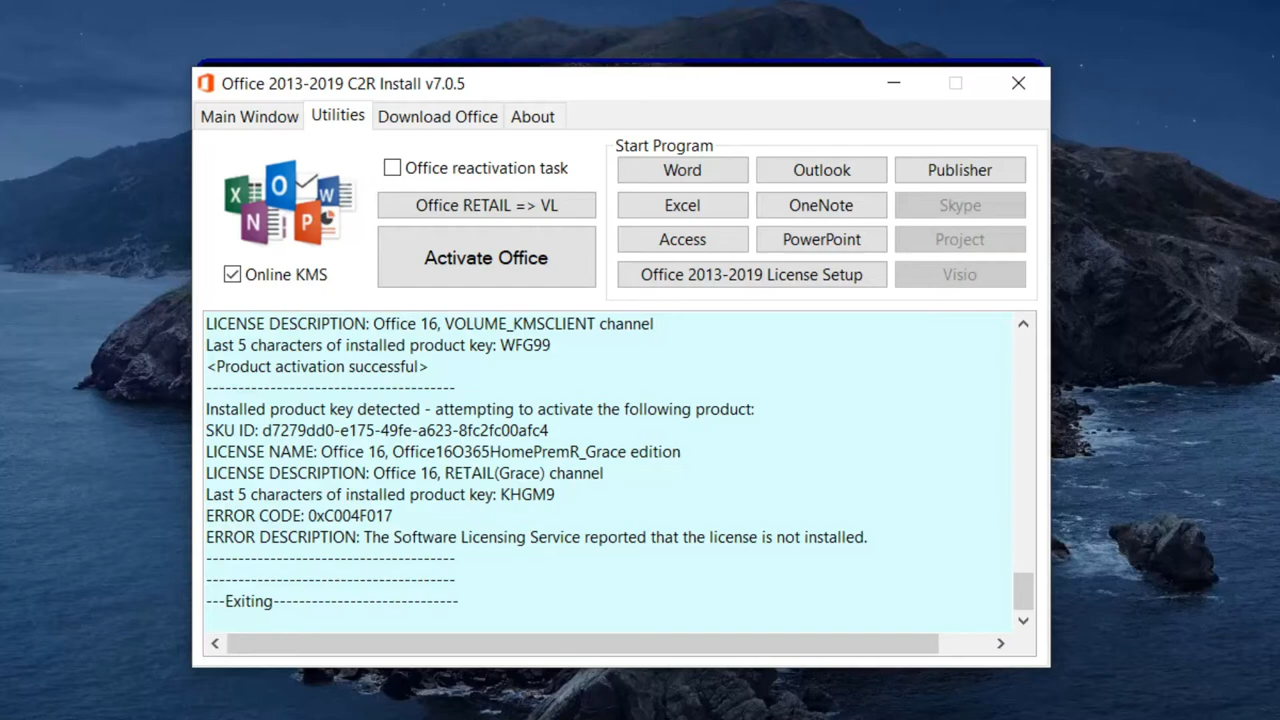 Office 2013-2019 C2R Install v7.0.5
Main Window Utilities Download Office About
Office reactivation task
Office RETAIL => VL
Activate Office
Online KMS
Start Program
Word Outlook Publisher
Excel OneNote Skype
Access PowerPoint Project
Office 2013-2019 License Setup Visio
X O W N P
LICENSE DESCRIPTION: Office 16, VOLUME_KMSCLIENT channel
Last 5 characters of installed product key: WFG99
<Product activation successful>
---------------------------------------
Installed product key detected - attempting to activate the following product:
SKU ID: d7279dd0-e175-49fe-a623-8fc2fc00afc4
LICENSE NAME: Office 16, Office16O365HomePremR_Grace edition
LICENSE DESCRIPTION: Office 16, RETAIL(Grace) channel
Last 5 characters of installed product key: KHGM9
ERROR CODE: 0xC004F017
ERROR DESCRIPTION: The Software Licensing Service reported that the license is not installed.
---------------------------------------
---------------------------------------
---Exiting-----------------------------